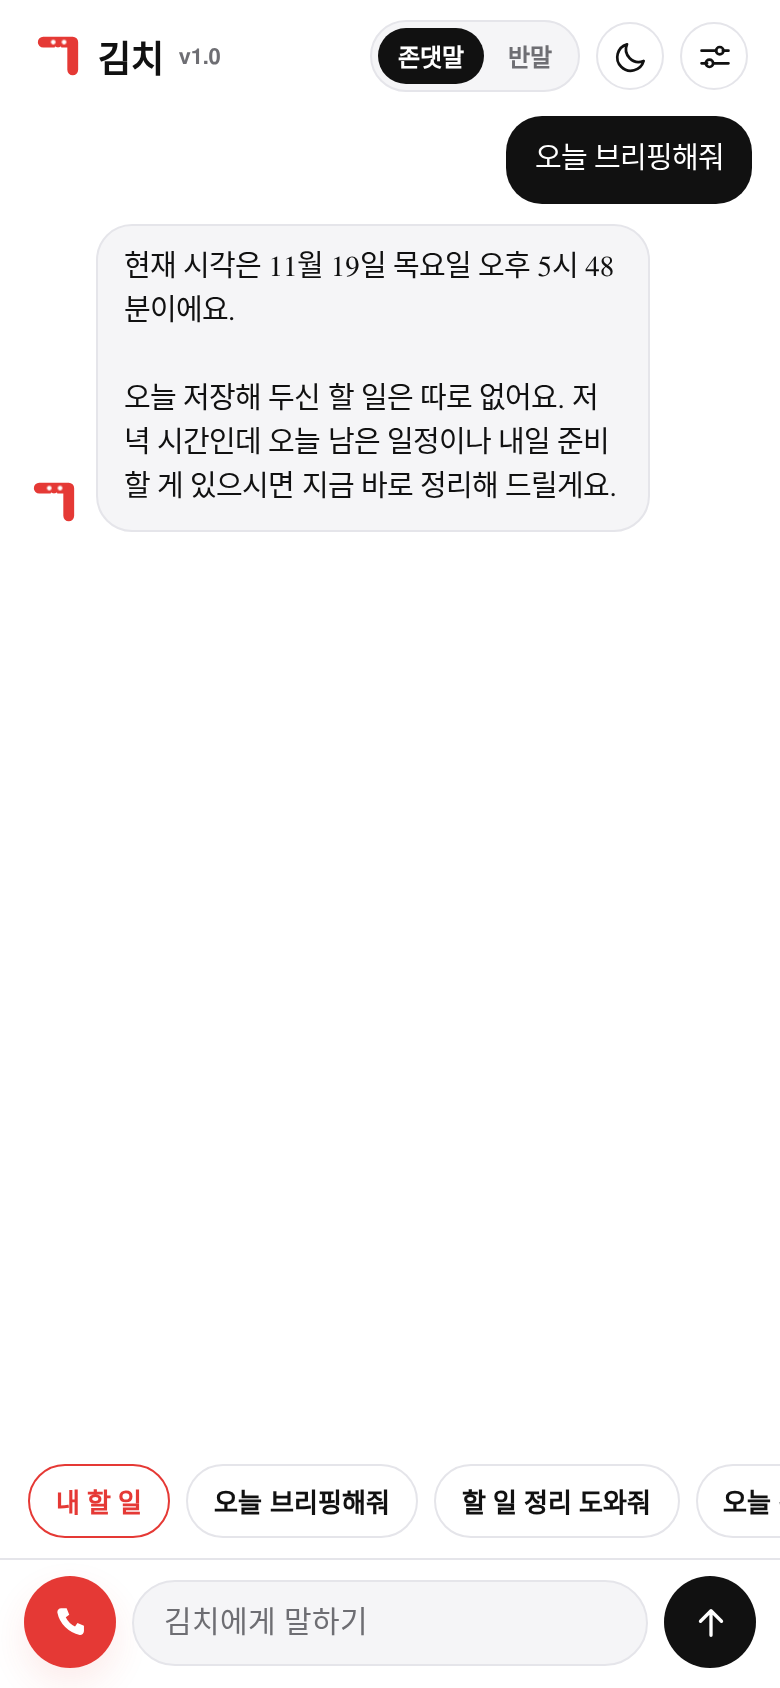 김치 v1.0 존댓말 반말
오늘 브리핑해줘
현재 시각은 11월 19일 목요일 오후 5시 48
분이에요.
오늘 저장해 두신 할 일은 따로 없어요. 저
녁 시간인데 오늘 남은 일정이나 내일 준비
할 게 있으시면 지금 바로 정리해 드릴게요.
내 할 일 오늘 브리핑해줘 할 일 정리 도와줘 오늘
김치에게 말하기